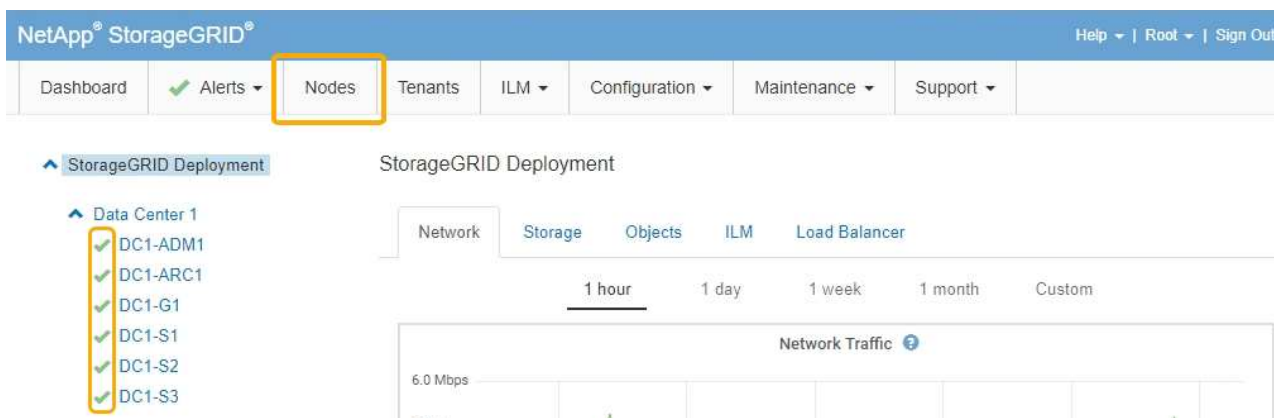 NetApp® StorageGRID®
Help | Root | Sign Out
Dashboard Alerts Nodes Tenants ILM Configuration Maintenance Support
StorageGRID Deployment
StorageGRID Deployment
Data Center 1
Network Storage Objects ILM Load Balancer
DC1-ADM1
DC1-ARC1
1 hour 1 day 1 week 1 month Custom
DC1-G1
DC1-S1
Network Traffic ?
DC1-S2
6.0 Mbps
DC1-S3